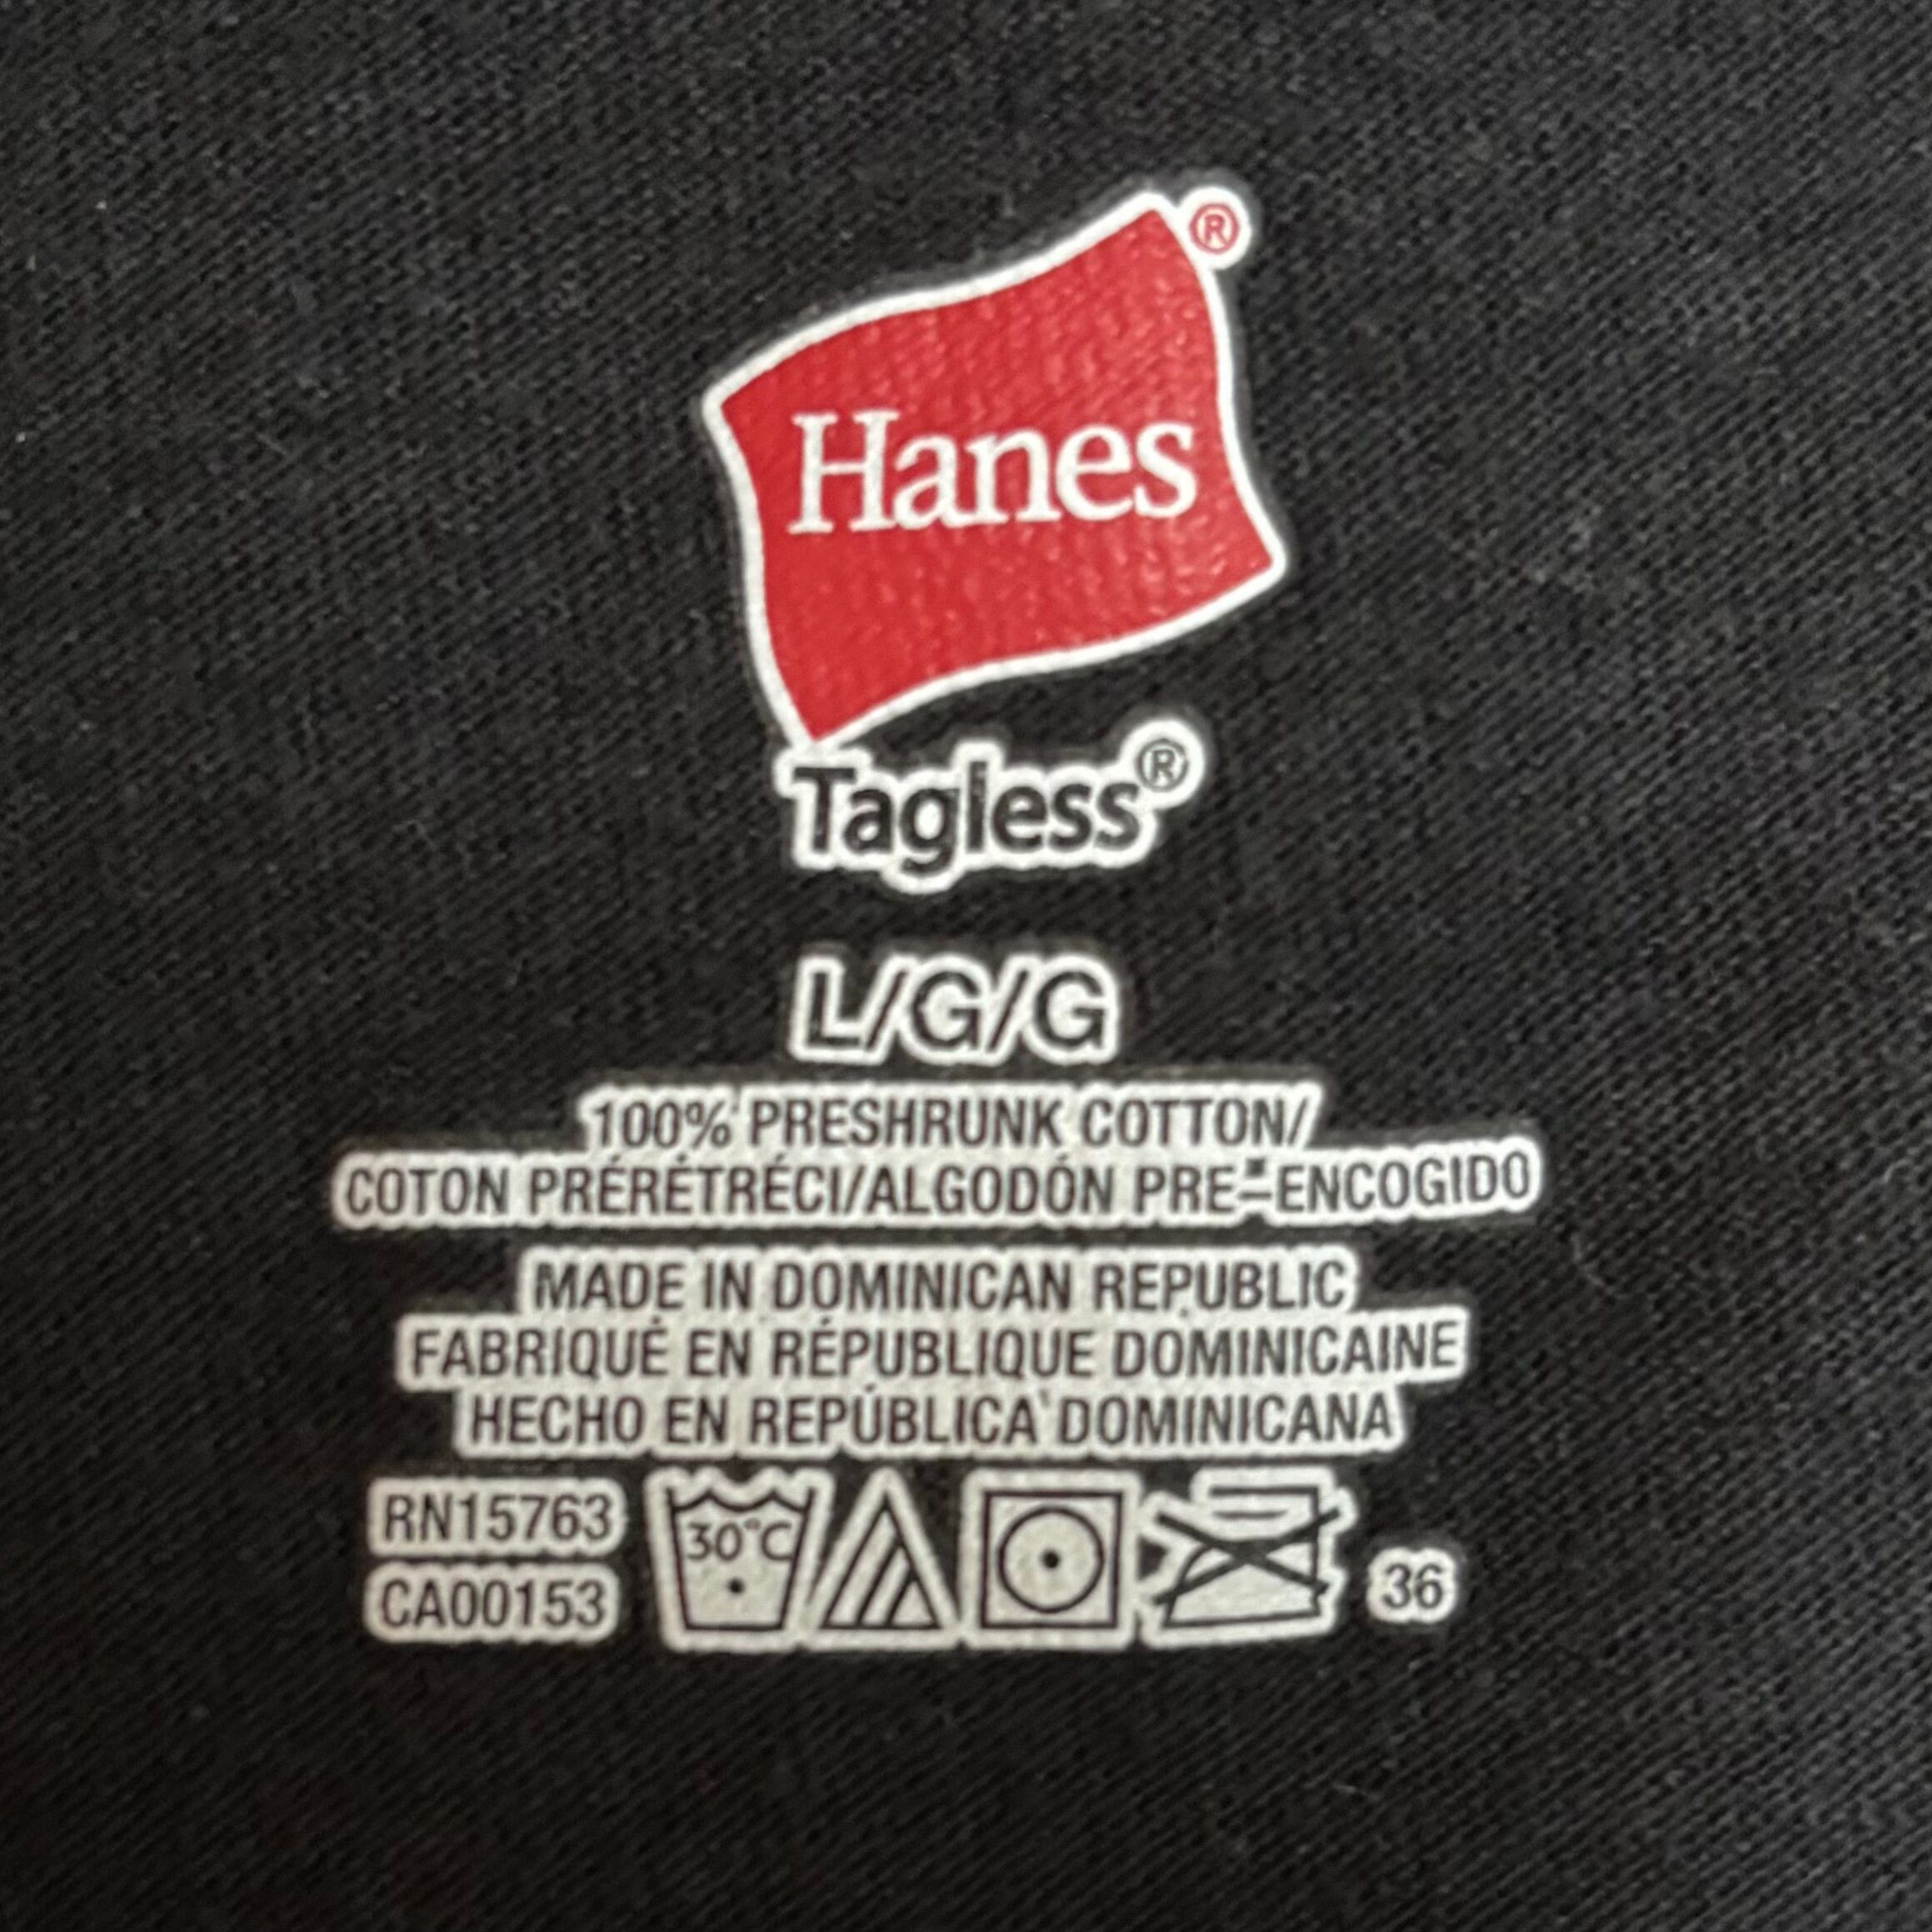 Hanes®
Tagless®
L/G/G
100% PRESHRUNK COTTON/
COTON PRÉRÉTRÉCI/ALGODÓN PRE-ENCOGIDO
MADE IN DOMINICAN REPUBLIC
FABRIQUÉ EN RÉPUBLIQUE DOMINICAINE
HECHO EN REPÚBLICA DOMINICANA
RN15763
CA00153
30°C
36